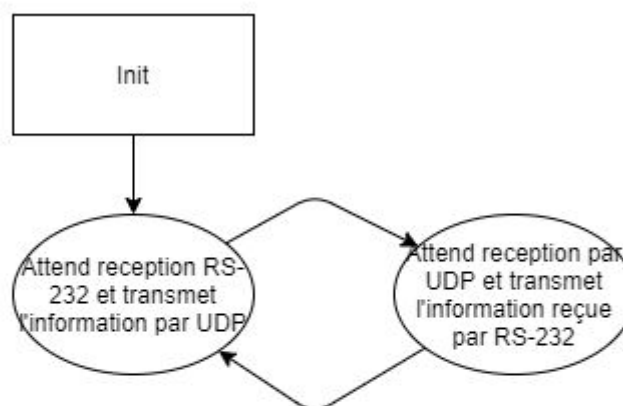 Init
Attend reception RS-
232 et transmet
l'information par UDP
Attend reception par
UDP et transmet
l'information reçue
par RS-232